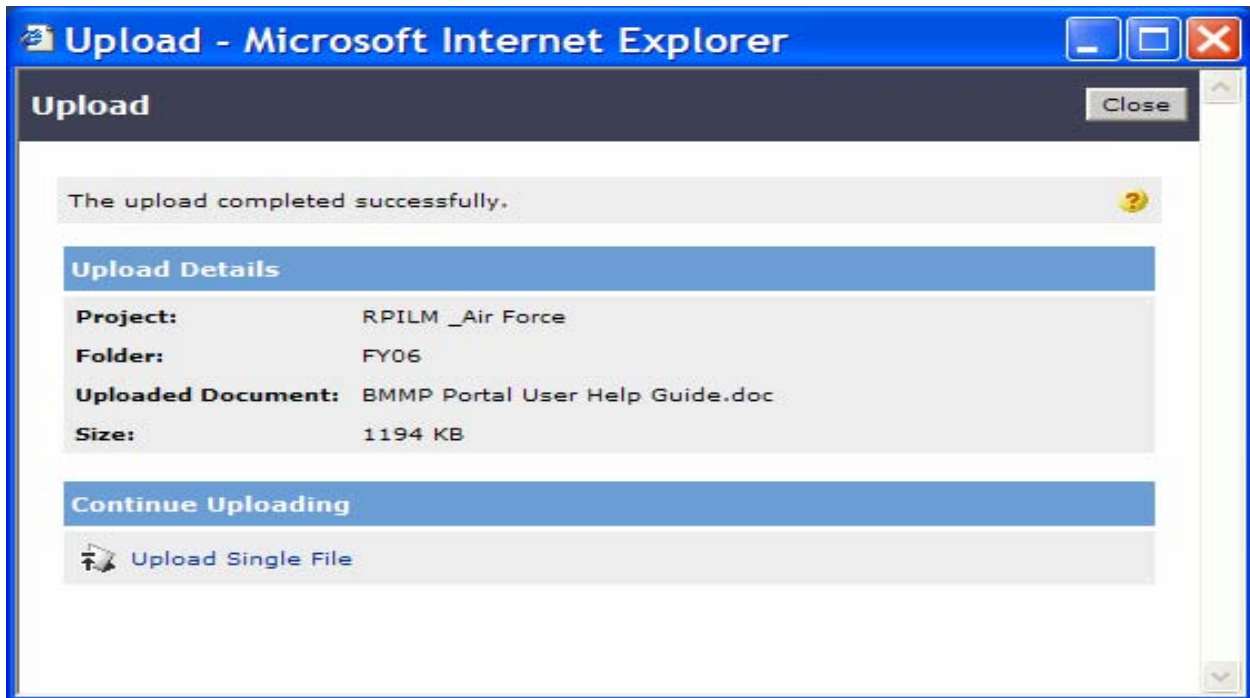 Upload - Microsoft Internet Explorer
Upload Close
The upload completed successfully.
Upload Details
Project: RPILM _Air Force
Folder: FY06
Uploaded Document: BMMP Portal User Help Guide.doc
Size: 1194 KB
Continue Uploading
Upload Single File